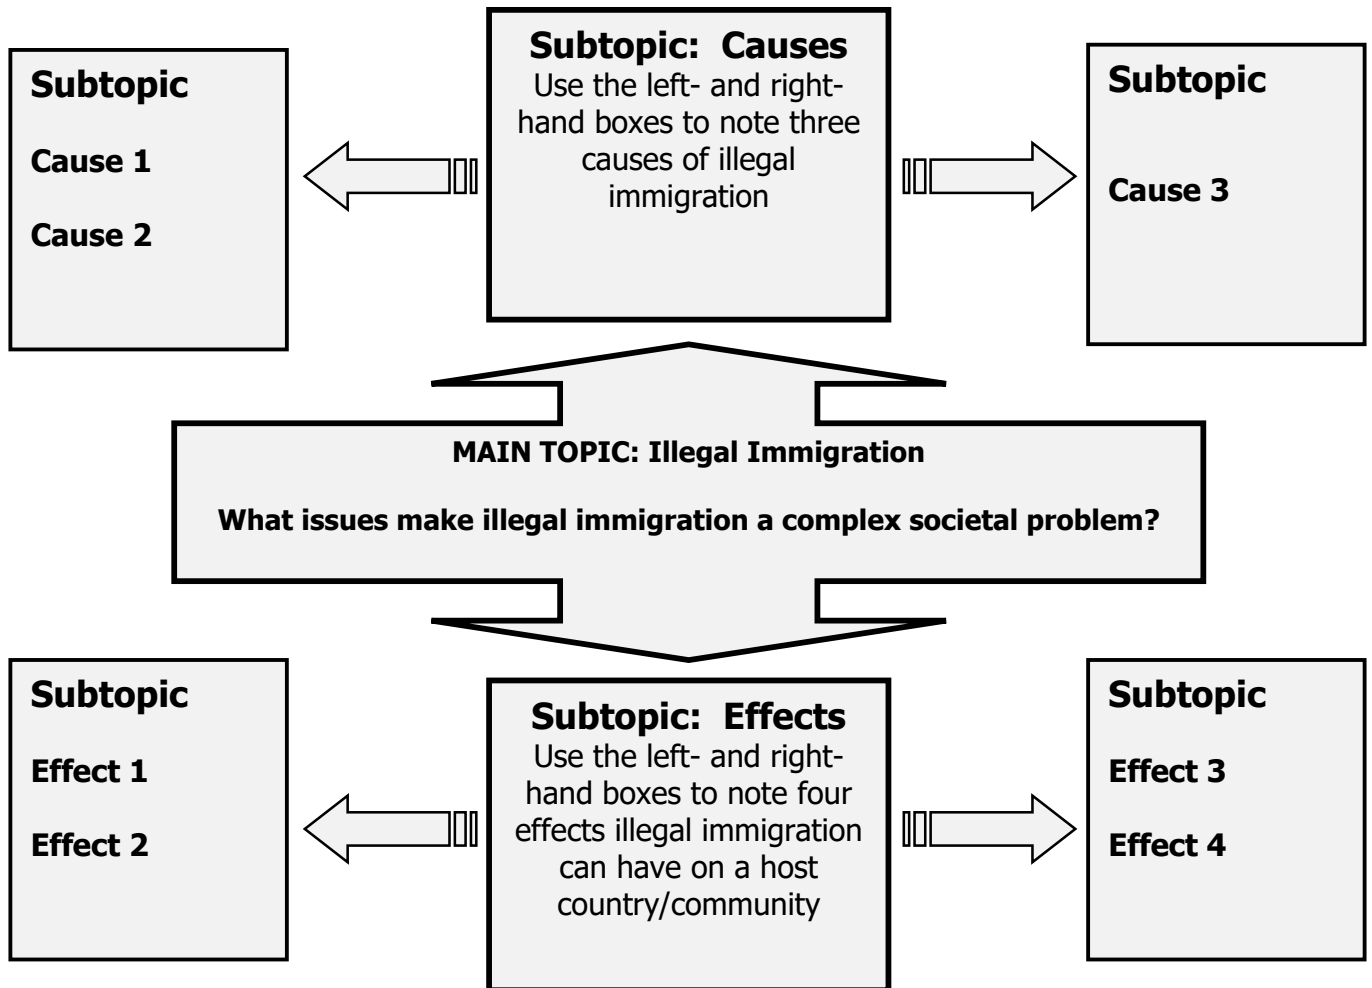 Subtopic: Causes
Use the left- and right-
hand boxes to note three
causes of illegal
immigration
Subtopic
Cause 1
Cause 2
Subtopic
Cause 3
MAIN TOPIC: Illegal Immigration
What issues make illegal immigration a complex societal problem?
Subtopic
Effect 1
Effect 2
Subtopic: Effects
Use the left- and right-
hand boxes to note four
effects illegal immigration
can have on a host
country/community
Subtopic
Effect 3
Effect 4